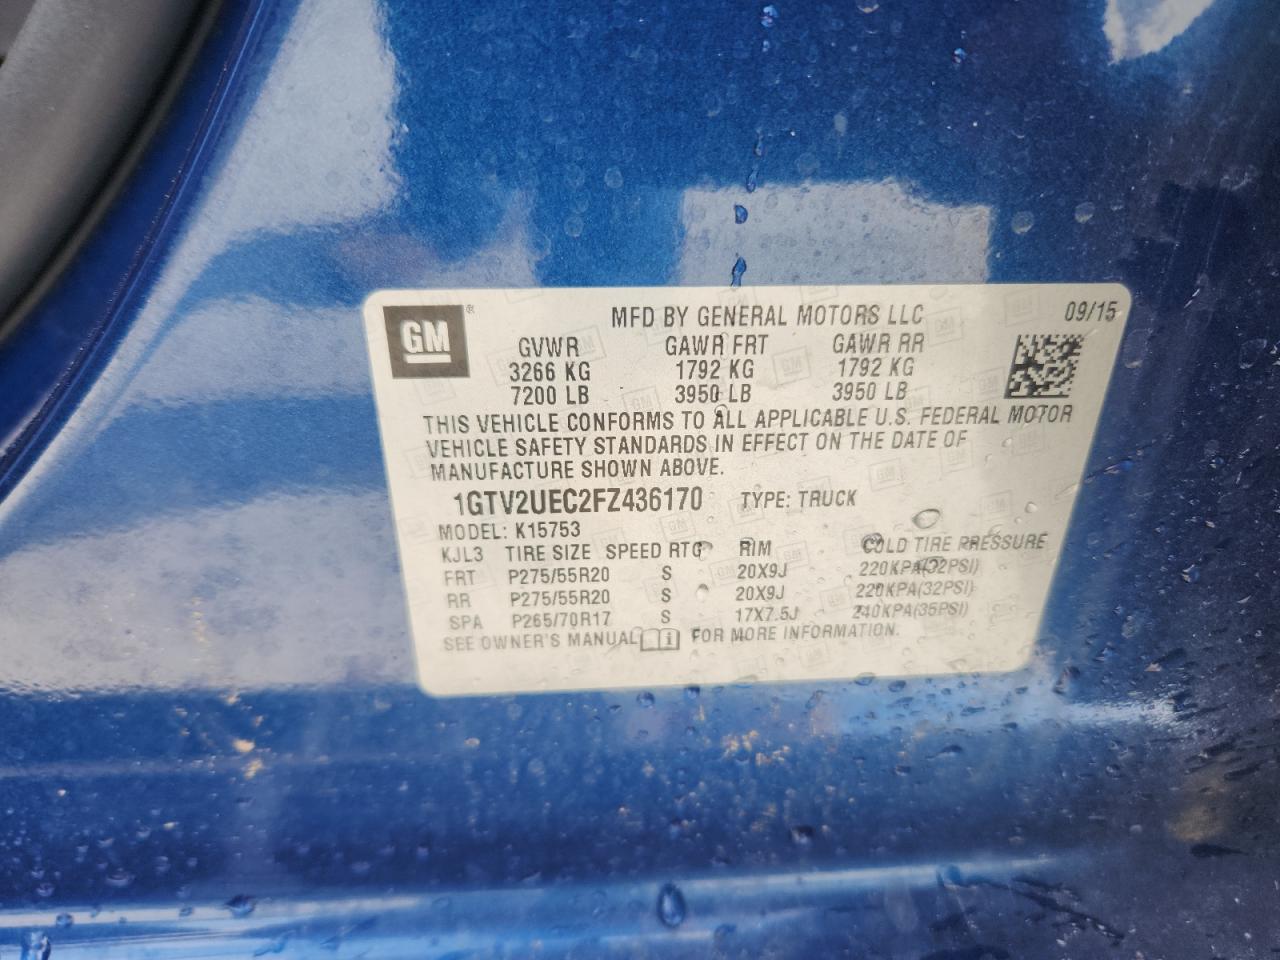 GM ®
MFD BY GENERAL MOTORS LLC
09/15
GVWR GAWR FRT GAWR RR
3266 KG 1792 KG 1792 KG
7200 LB 3950 LB 3950 LB
THIS VEHICLE CONFORMS TO ALL APPLICABLE U.S. FEDERAL MOTOR
VEHICLE SAFETY STANDARDS IN EFFECT ON THE DATE OF
MANUFACTURE SHOWN ABOVE.
1GTV2UEC2FZ436170 TYPE: TRUCK
MODEL: K15753
KJL3 TIRE SIZE SPEED RTG RIM COLD TIRE PRESSURE
FRT P275/55R20 S 20X9J 220KPA(32PSI)
RR P275/55R20 S 20X9J 220KPA(32PSI)
SPA P265/70R17 S 17X7.5J 240KPA(35PSI)
SEE OWNER'S MANUAL i FOR MORE INFORMATION.